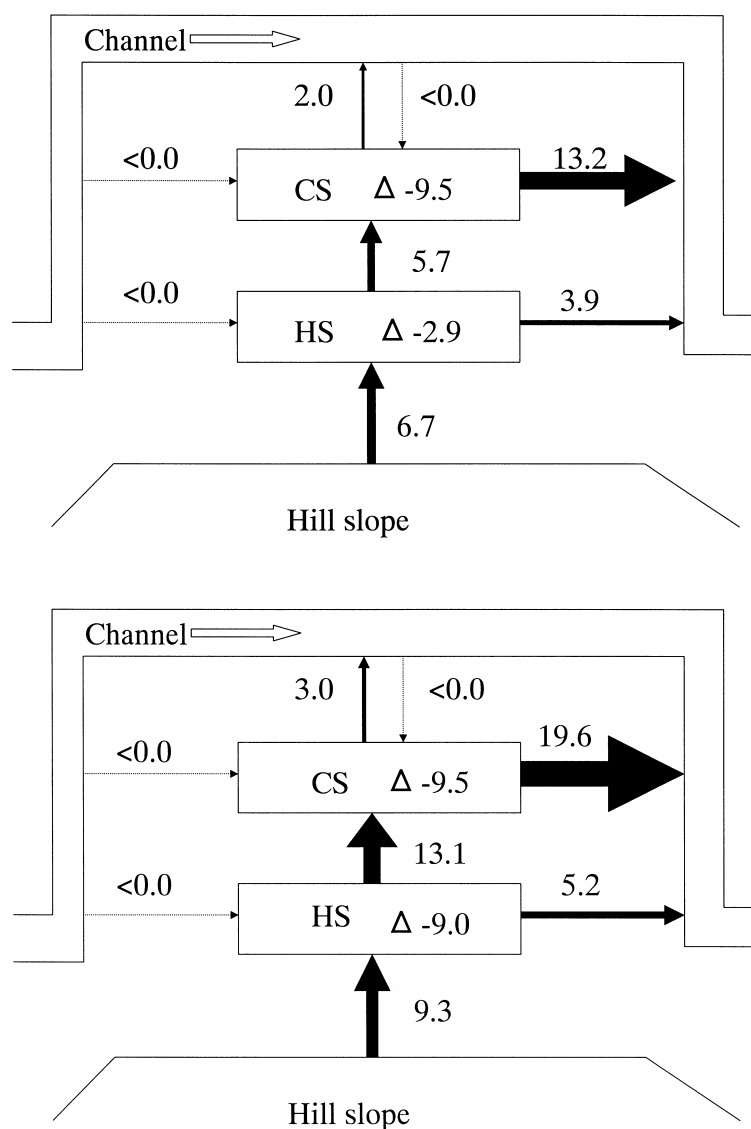 Channel
2.0 <0.0
<0.0 13.2
CS Δ -9.5
5.7
<0.0 3.9
HS Δ -2.9
6.7
Hill slope
Channel
3.0 <0.0
<0.0 19.6
CS Δ -9.5
13.1
<0.0 5.2
HS Δ -9.0
9.3
Hill slope